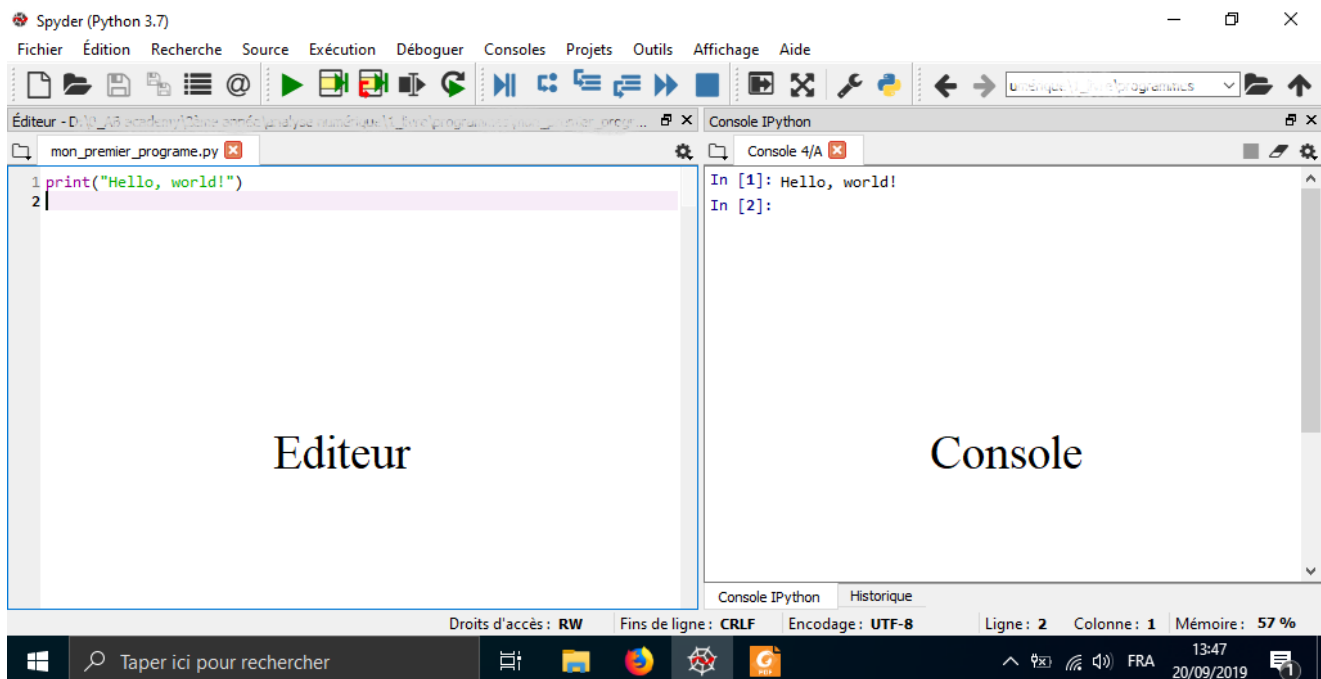 Spyder (Python 3.7)
Fichier Édition Recherche Source Exécution Déboguer Consoles Projets Outils Affichage Aide
programmes
Éditeur - D:
Console IPython
mon_premier_programe.py
Console 4/A
1 print("Hello, world!")
2
In [1]: Hello, world!
In [2]:
Editeur
Console
Console IPython Historique
Droits d'accès : RW Fins de ligne : CRLF Encodage : UTF-8 Ligne : 2 Colonne : 1 Mémoire : 57 %
Taper ici pour rechercher
PDF
FRA
13:47
20/09/2019
1